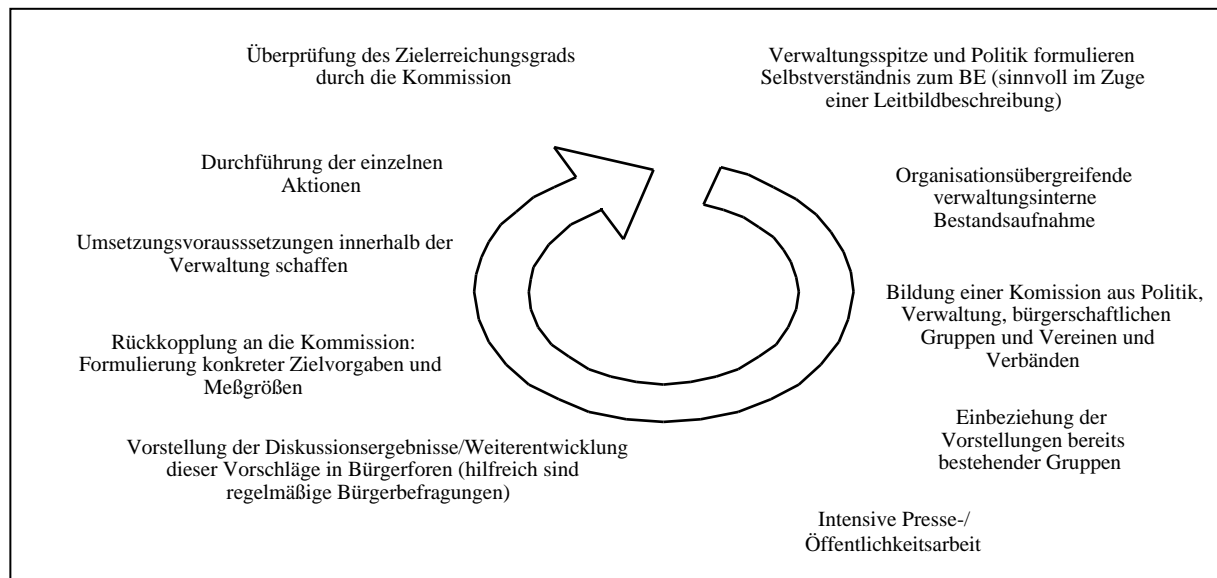 Überprüfung des Zielerreichungsgrads
durch die Kommission
Verwaltungsspitze und Politik formulieren
Selbstverständnis zum BE (sinnvoll im Zuge
einer Leitbildbeschreibung)
Durchführung der einzelnen
Aktionen
Organisationsübergreifende
verwaltungsinterne
Bestandsaufnahme
Umsetzungsvorausssetzungen innerhalb der
Verwaltung schaffen
Bildung einer Komission aus Politik,
Verwaltung, bürgerschaftlichen
Gruppen und Vereinen und
Verbänden
Rückkopplung an die Kommission:
Formulierung konkreter Zielvorgaben und
Meßgrößen
Einbeziehung der
Vorstellungen bereits
bestehender Gruppen
Vorstellung der Diskussionsergebnisse/Weiterentwicklung
dieser Vorschläge in Bürgerforen (hilfreich sind
regelmäßige Bürgerbefragungen)
Intensive Presse-/
Öffentlichkeitsarbeit